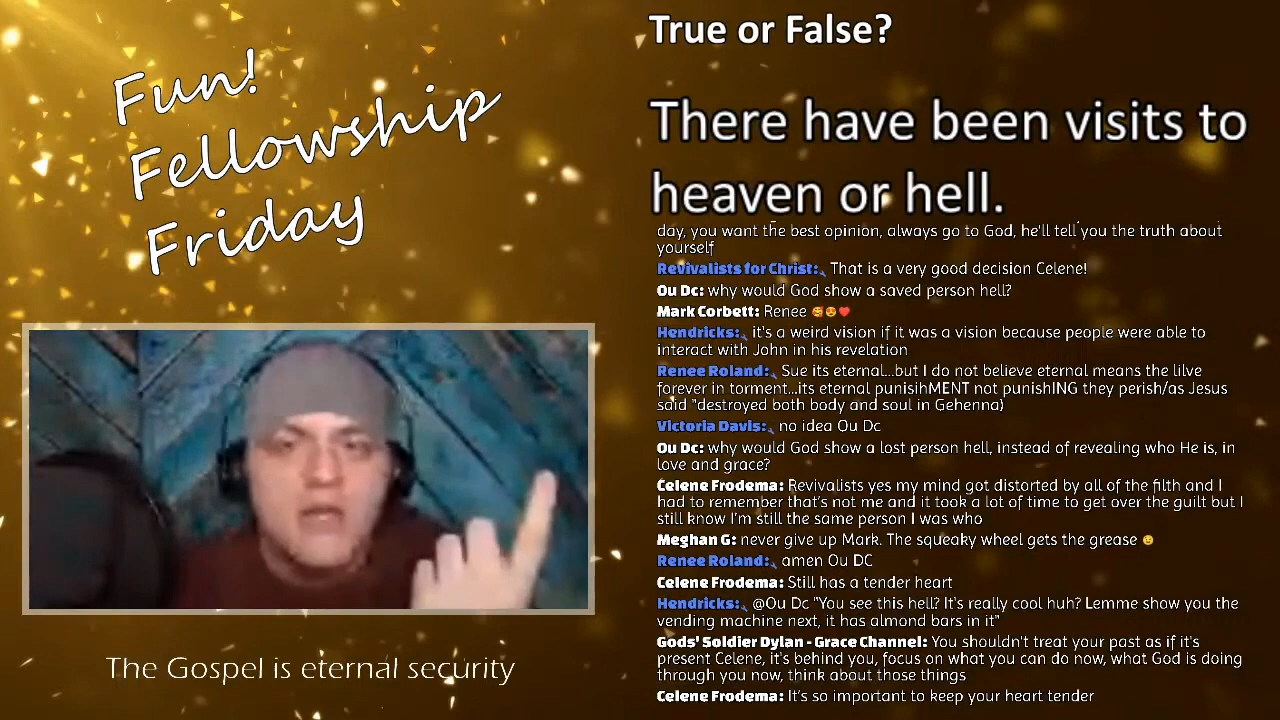 Fun!
Fellowship
Friday
The Gospel is eternal security
True or False?
There have been visits to
heaven or hell.
day, you want the best opinion, always go to God, he'll tell you the truth about
yourself
Revivalists for Christ: That is a very good decision Celene!
Ou Dc: why would God show a saved person hell?
Mark Corbett: Renee 🥰😍❤️
Hendricks: it's a weird vision if it was a vision because people were able to
interact with John in his revelation
Renee Roland: Sue its eternal...but I do not believe eternal means the lilve
forever in torment...its eternal punisihMENT not punishING they perish/as Jesus
said "destroyed both body and soul in Gehenna)
Victoria Davis: no idea Ou Dc
Ou Dc: why would God show a lost person hell, instead of revealing who He is, in
love and grace?
Celene Frodema: Revivalists yes my mind got distorted by all of the filth and I
had to remember that's not me and it took a lot of time to get over the guilt but I
still know I'm still the same person I was who
Meghan G: never give up Mark. The squeaky wheel gets the grease 😉
Renee Roland: amen Ou DC
Celene Frodema: Still has a tender heart
Hendricks: @Ou Dc "You see this hell? It's really cool huh? Lemme show you the
vending machine next, it has almond bars in it"
Gods' Soldier Dylan - Grace Channel: You shouldn't treat your past as if it's
present Celene, it's behind you, focus on what you can do now, what God is doing
through you now, think about those things
Celene Frodema: It's so important to keep your heart tender